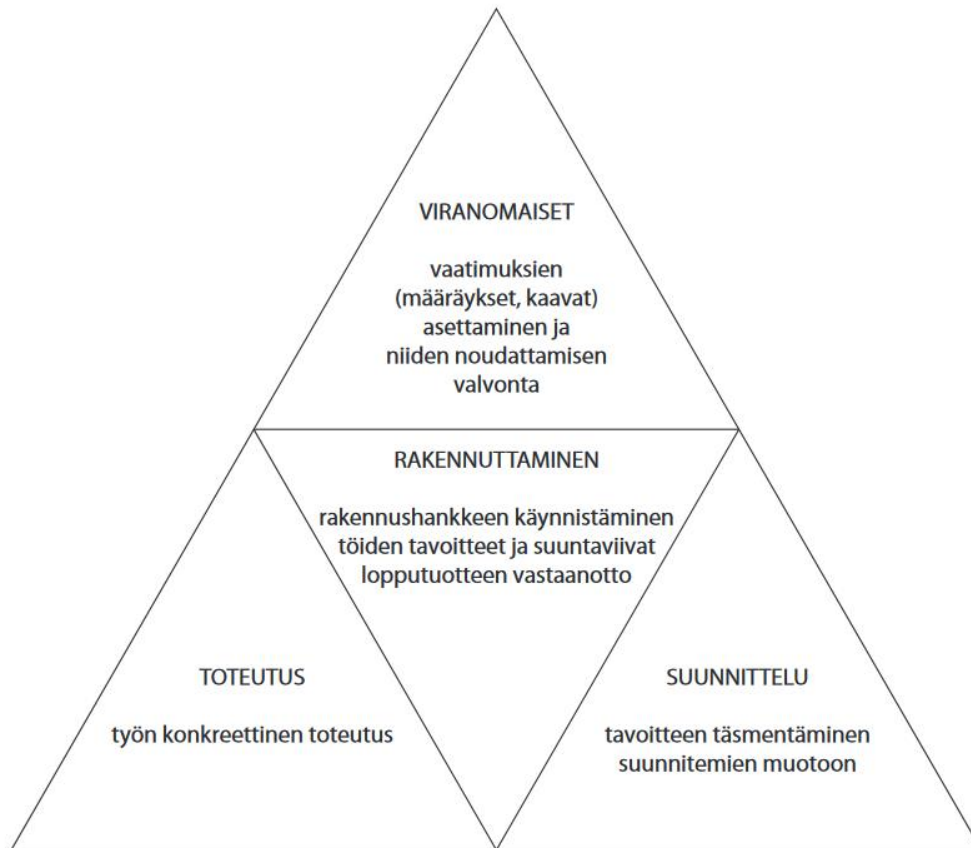 VIRANOMAISET
vaatimuksien
(määräykset, kaavat)
asettaminen ja
niiden noudattamisen
valvonta
RAKENNUTTAMINEN
rakennushankkeen käynnistäminen
töiden tavoitteet ja suuntaviivat
lopputuotteen vastaanotto
TOTEUTUS
työn konkreettinen toteutus
SUUNNITTELU
tavoitteen täsmentäminen
suunnitemien muotoon